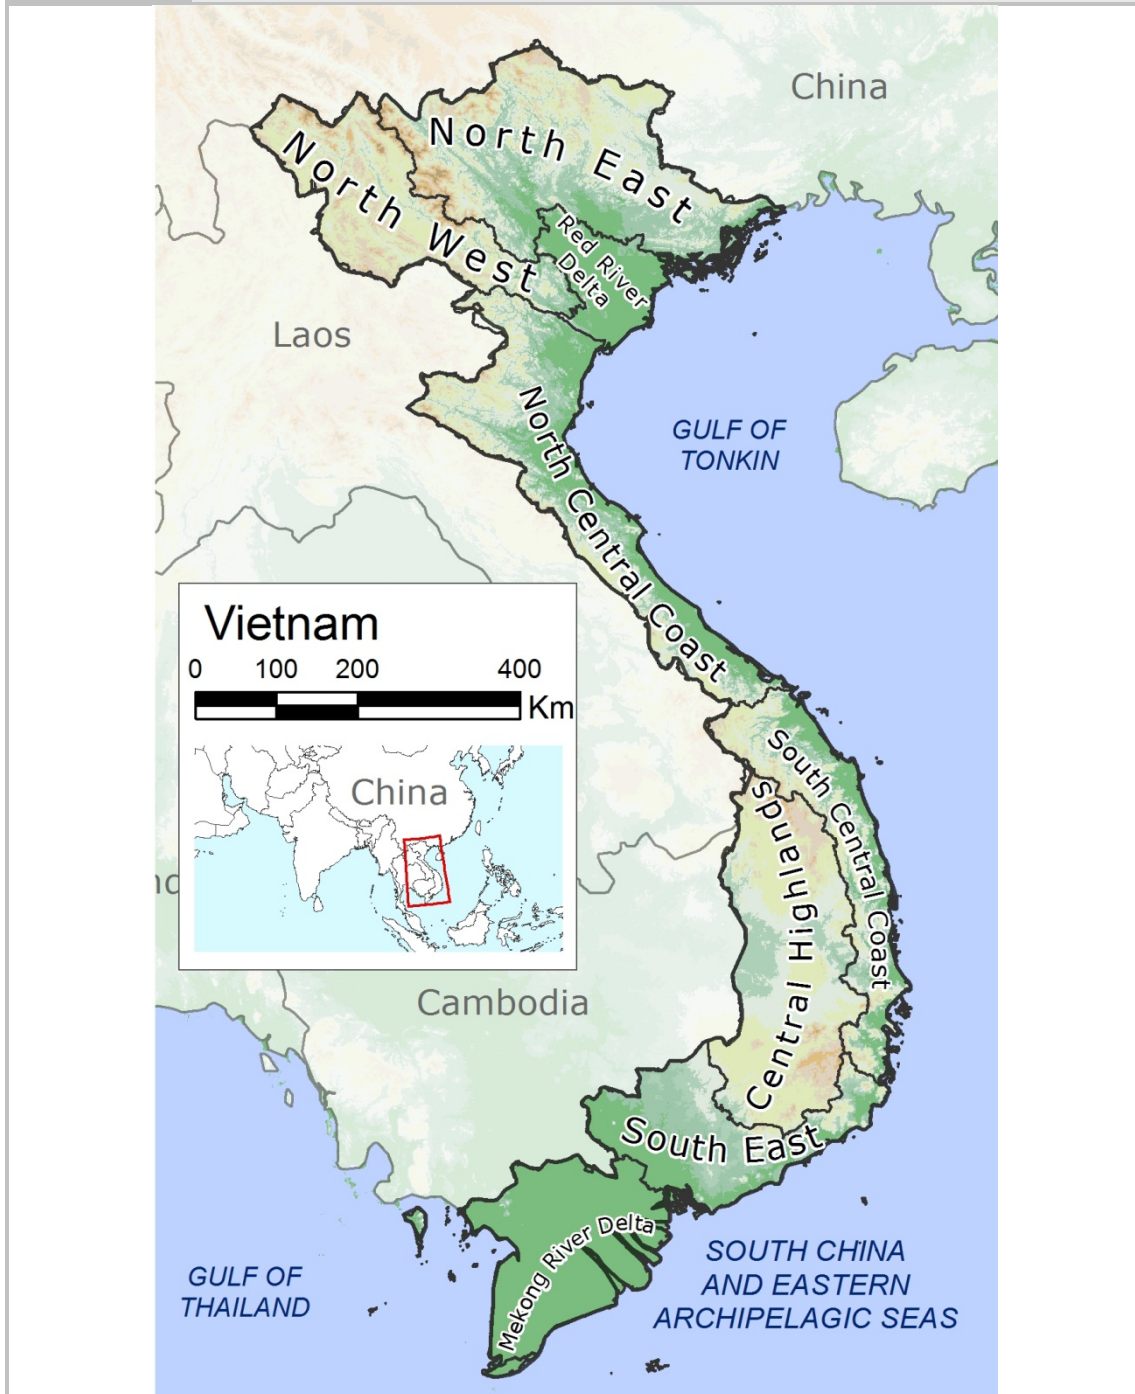 China
North East
North West
Red River
Delta
Laos
GULF OF
TONKIN
North Central Coast
Vietnam
0 100 200 400
Km
China
South Central Coast
Central Highlands
Cambodia
South East
Mekong River Delta
GULF OF
THAILAND
SOUTH CHINA
AND EASTERN
ARCHIPELAGIC SEAS